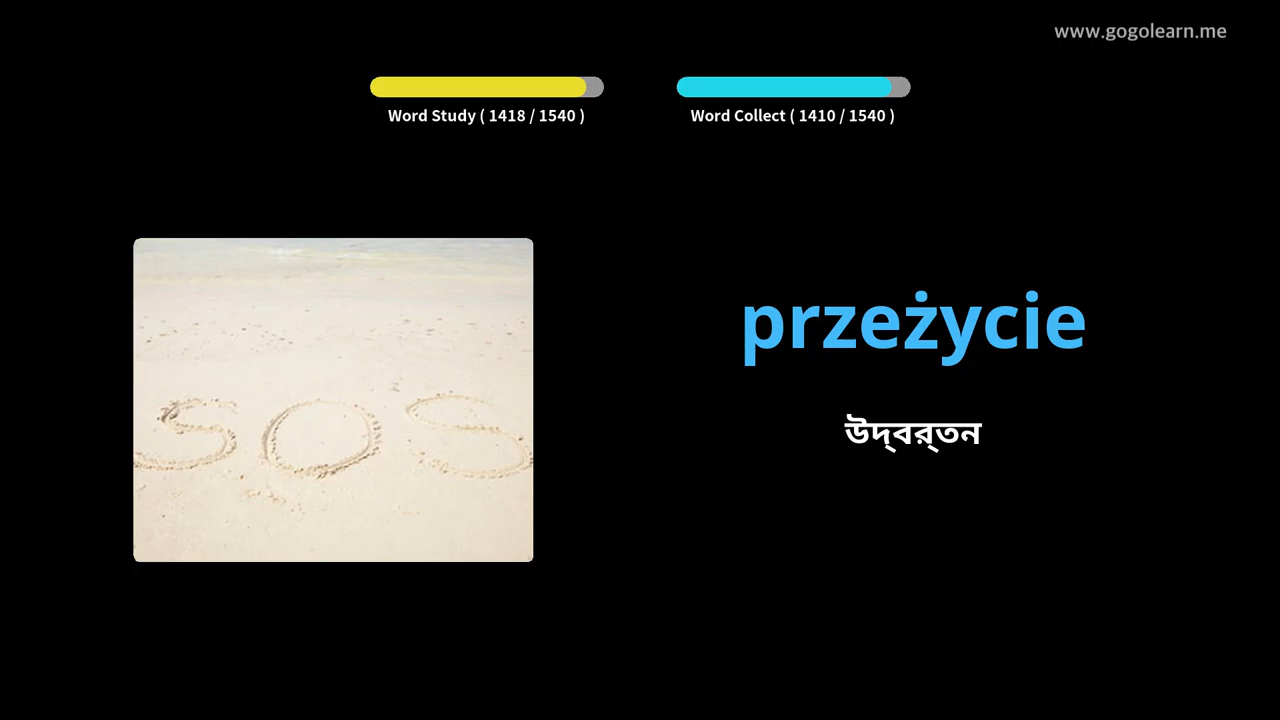 www.gogolearn.me
Word Study ( 1418 / 1540 )
Word Collect ( 1410 / 1540 )
SOS
przeżycie
উদ্বর্তন